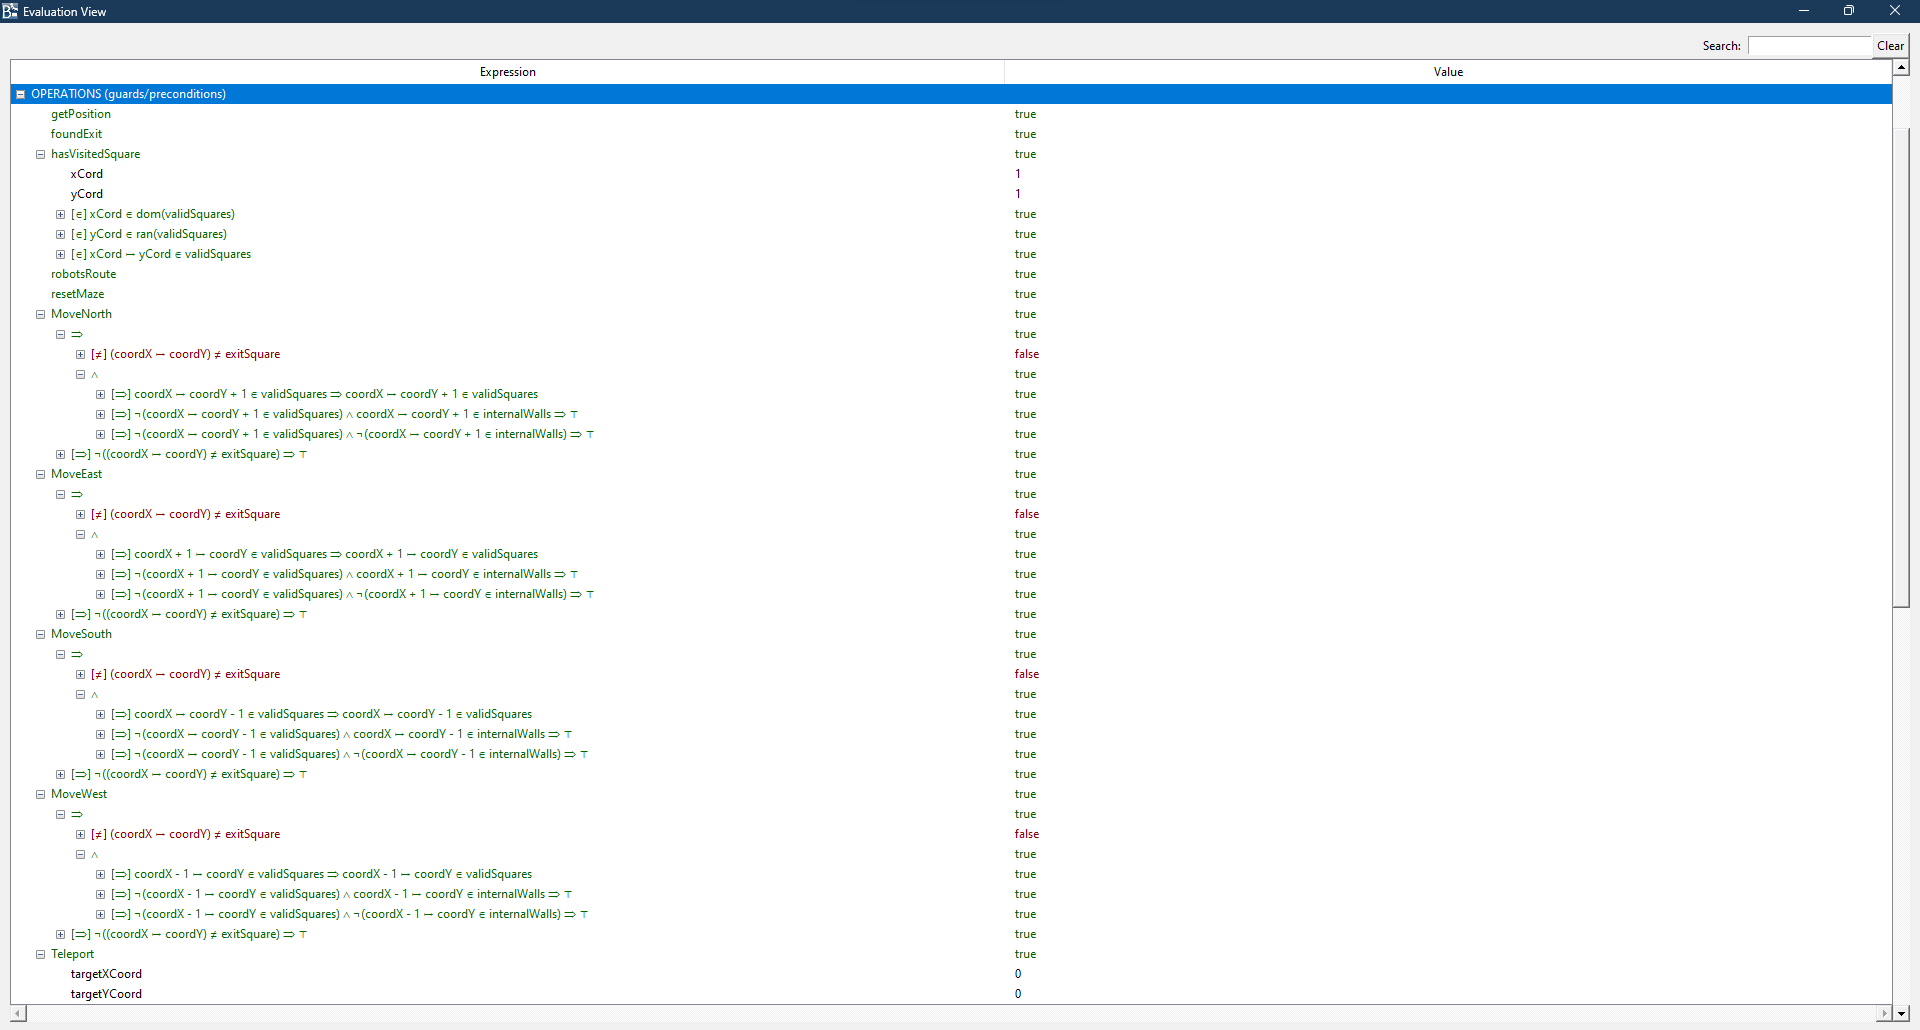 Evaluation View
Search: Clear
Expression Value
OPERATIONS (guards/preconditions)
getPosition true
foundExit true
hasVisitedSquare true
xCord 1
yCord 1
[∈] xCord ∈ dom(validSquares) true
[∈] yCord ∈ ran(validSquares) true
[∈] xCord ↦ yCord ∈ validSquares true
robotsRoute true
resetMaze true
MoveNorth true
⇒ true
[≠] (coordX ↦ coordY) ≠ exitSquare false
∧ true
[⇒] coordX ↦ coordY + 1 ∈ validSquares ⇒ coordX ↦ coordY + 1 ∈ validSquares true
[⇒] ¬(coordX ↦ coordY + 1 ∈ validSquares) ∧ coordX ↦ coordY + 1 ∈ internalWalls ⇒ ⊤ true
[⇒] ¬(coordX ↦ coordY + 1 ∈ validSquares) ∧ ¬(coordX ↦ coordY + 1 ∈ internalWalls) ⇒ ⊤ true
[⇒] ¬((coordX ↦ coordY) ≠ exitSquare) ⇒ ⊤ true
MoveEast true
⇒ true
[≠] (coordX ↦ coordY) ≠ exitSquare false
∧ true
[⇒] coordX + 1 ↦ coordY ∈ validSquares ⇒ coordX + 1 ↦ coordY ∈ validSquares true
[⇒] ¬(coordX + 1 ↦ coordY ∈ validSquares) ∧ coordX + 1 ↦ coordY ∈ internalWalls ⇒ ⊤ true
[⇒] ¬(coordX + 1 ↦ coordY ∈ validSquares) ∧ ¬(coordX + 1 ↦ coordY ∈ internalWalls) ⇒ ⊤ true
[⇒] ¬((coordX ↦ coordY) ≠ exitSquare) ⇒ ⊤ true
MoveSouth true
⇒ true
[≠] (coordX ↦ coordY) ≠ exitSquare false
∧ true
[⇒] coordX ↦ coordY - 1 ∈ validSquares ⇒ coordX ↦ coordY - 1 ∈ validSquares true
[⇒] ¬(coordX ↦ coordY - 1 ∈ validSquares) ∧ coordX ↦ coordY - 1 ∈ internalWalls ⇒ ⊤ true
[⇒] ¬(coordX ↦ coordY - 1 ∈ validSquares) ∧ ¬(coordX ↦ coordY - 1 ∈ internalWalls) ⇒ ⊤ true
[⇒] ¬((coordX ↦ coordY) ≠ exitSquare) ⇒ ⊤ true
MoveWest true
⇒ true
[≠] (coordX ↦ coordY) ≠ exitSquare false
∧ true
[⇒] coordX - 1 ↦ coordY ∈ validSquares ⇒ coordX - 1 ↦ coordY ∈ validSquares true
[⇒] ¬(coordX - 1 ↦ coordY ∈ validSquares) ∧ coordX - 1 ↦ coordY ∈ internalWalls ⇒ ⊤ true
[⇒] ¬(coordX - 1 ↦ coordY ∈ validSquares) ∧ ¬(coordX - 1 ↦ coordY ∈ internalWalls) ⇒ ⊤ true
[⇒] ¬((coordX ↦ coordY) ≠ exitSquare) ⇒ ⊤ true
Teleport true
targetXCoord 0
targetYCoord 0